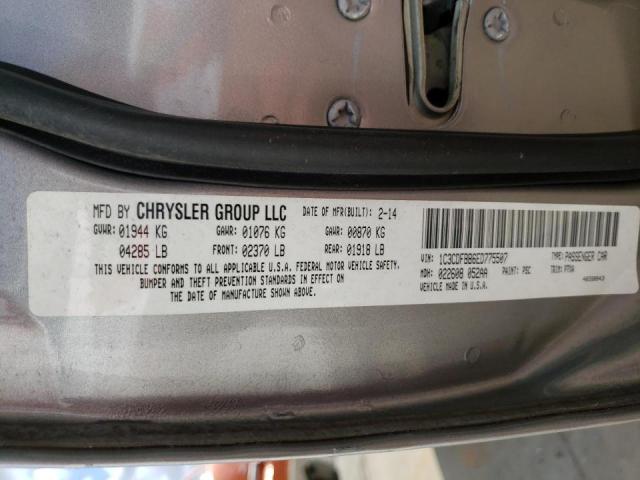 MFD BY CHRYSLER GROUP LLC DATE OF MFR(BUILT): 2-14
GVWR: 01944 KG GAWR: 01076 KG GAWR: 00870 KG
04285 LB FRONT: 02370 LB REAR: 01918 LB
THIS VEHICLE CONFORMS TO ALL APPLICABLE U.S.A. FEDERAL MOTOR VEHICLE SAFETY,
BUMPER AND THEFT PREVENTION STANDARDS IN EFFECT ON
THE DATE OF MANUFACTURE SHOWN ABOVE.
VIN: 1C3CDFBB6ED775507 TYPE: PASSENGER CAR
MDH: 022608 052AA PAINT: PSC TRIM:
VEHICLE MADE IN U.S.A.